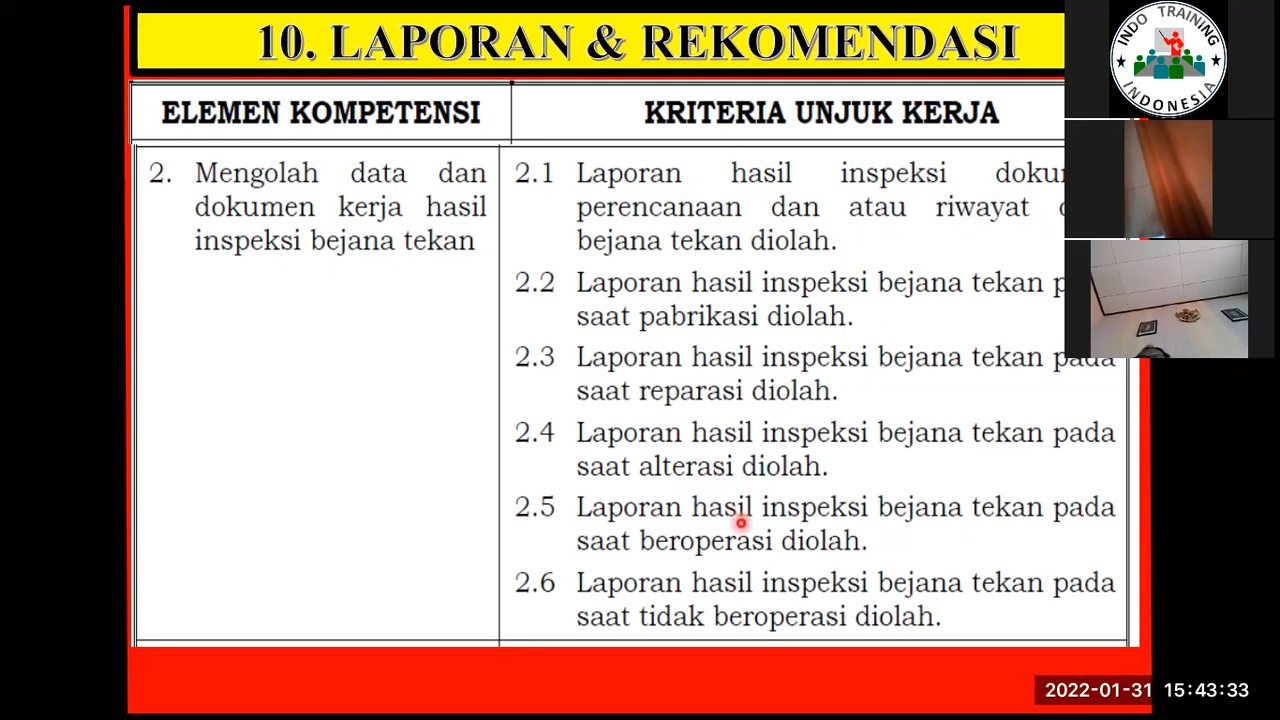 10. LAPORAN & REKOMENDASI
INDO TRAINING
INDONESIA
ELEMEN KOMPETENSI
KRITERIA UNJUK KERJA
2. Mengolah data dan
dokumen kerja hasil
inspeksi bejana tekan
2.1 Laporan hasil inspeksi
perencanaan dan atau riwayat
bejana tekan diolah.
2.2 Laporan hasil inspeksi bejana tekan
saat pabrikasi diolah.
2.3 Laporan hasil inspeksi bejana tekan pada
saat reparasi diolah.
2.4 Laporan hasil inspeksi bejana tekan pada
saat alterasi diolah.
2.5 Laporan hasil inspeksi bejana tekan pada
saat beroperasi diolah.
2.6 Laporan hasil inspeksi bejana tekan pada
saat tidak beroperasi diolah.
2022-01-31 15:43:33